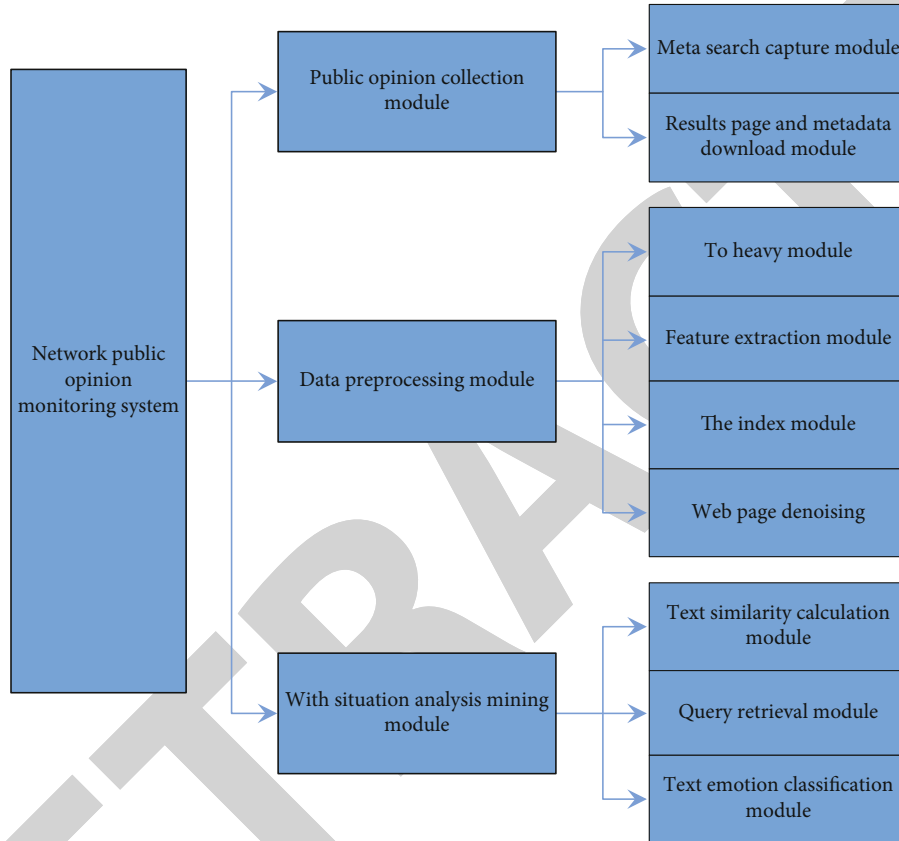 Network public
opinion
monitoring system
Public opinion collection
module
Meta search capture module
Results page and metadata
download module
Data preprocessing module
To heavy module
Feature extraction module
The index module
Web page denoising
With situation analysis mining
module
Text similarity calculation
module
Query retrieval module
Text emotion classification
module